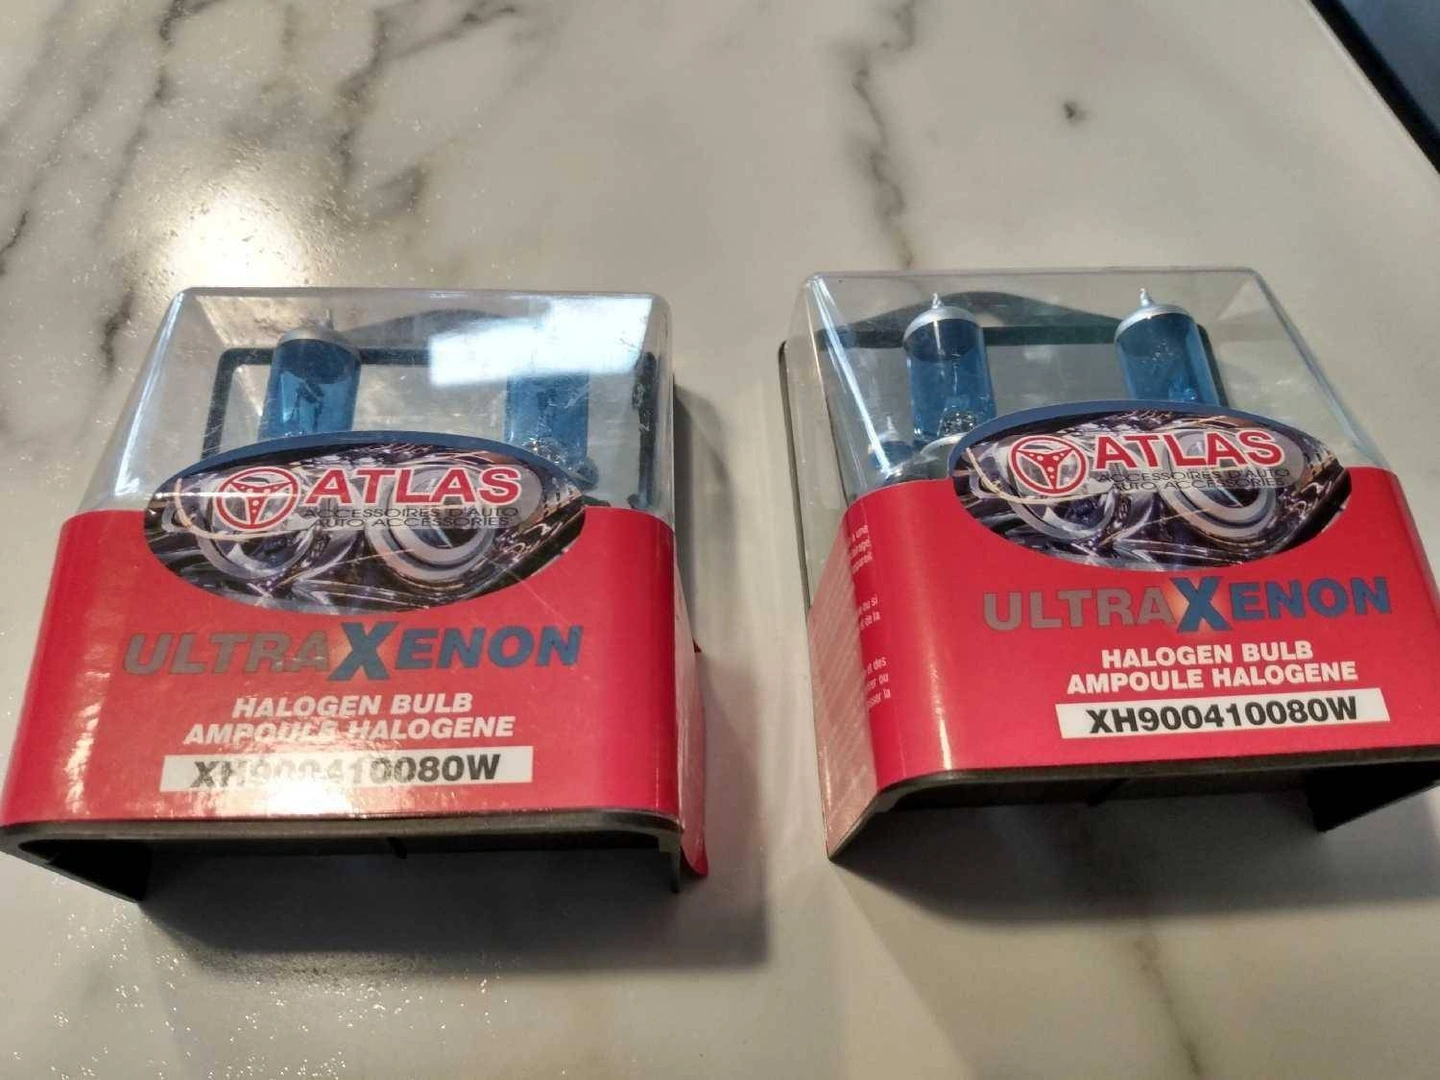 ATLAS
ACCESSOIRES D'AUTO
AUTO ACCESSORIES
ULTRAXENON
HALOGEN BULB
AMPOULE HALOGENE
XH900410080W
ATLAS
ACCESSOIRES D'AUTO
AUTO ACCESSORIES
ULTRAXENON
HALOGEN BULB
AMPOULE HALOGENE
XH900410080W